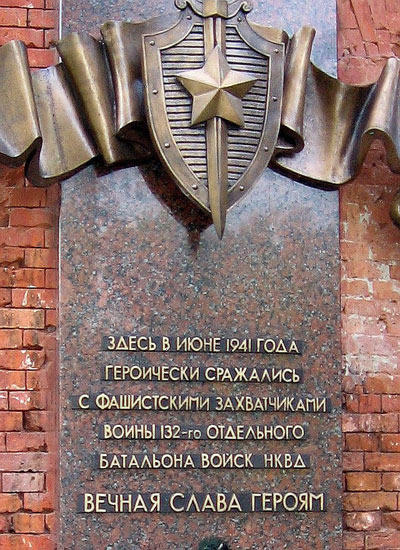 ЗДЕСЬ В ИЮНЕ 1941 ГОДА
ГЕРОИЧЕСКИ СРАЖАЛИСЬ
С ФАШИСТСКИМИ ЗАХВАТЧИКАМИ
ВОИНЫ 132-го ОТДЕЛЬНОГО
БАТАЛЬОНА ВОЙСК НКВД
ВЕЧНАЯ СЛАВА ГЕРОЯМ